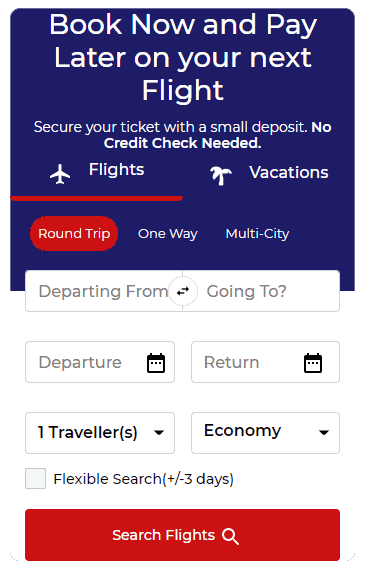 Book Now and Pay
Later on your next
Flight
Secure your ticket with a small deposit. No
Credit Check Needed.
Flights Vacations
Round Trip One Way Multi-City
Departing From Going To?
Departure Return
1 Traveller(s) Economy
Flexible Search(+/-3 days)
Search Flights